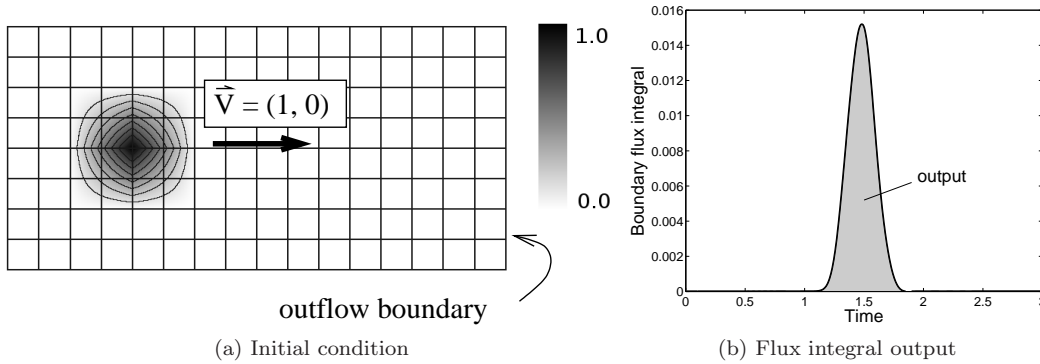 V⃗ = (1, 0)
1.0
0.0
outflow boundary
(a) Initial condition
Boundary flux integral
0.016
0.014
0.012
0.01
0.008
0.006
0.004
0.002
0
output
0 0.5 1 1.5 2 2.5 3
Time
(b) Flux integral output